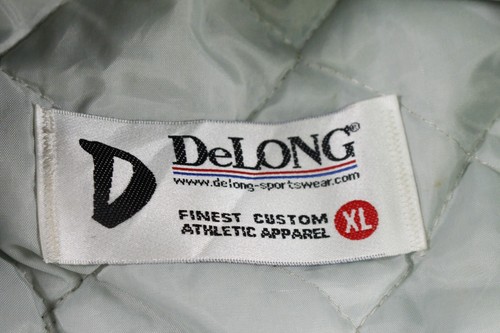 D
DeLONG®
www.delong-sportswear.com
FINEST CUSTOM
ATHLETIC APPAREL
XL